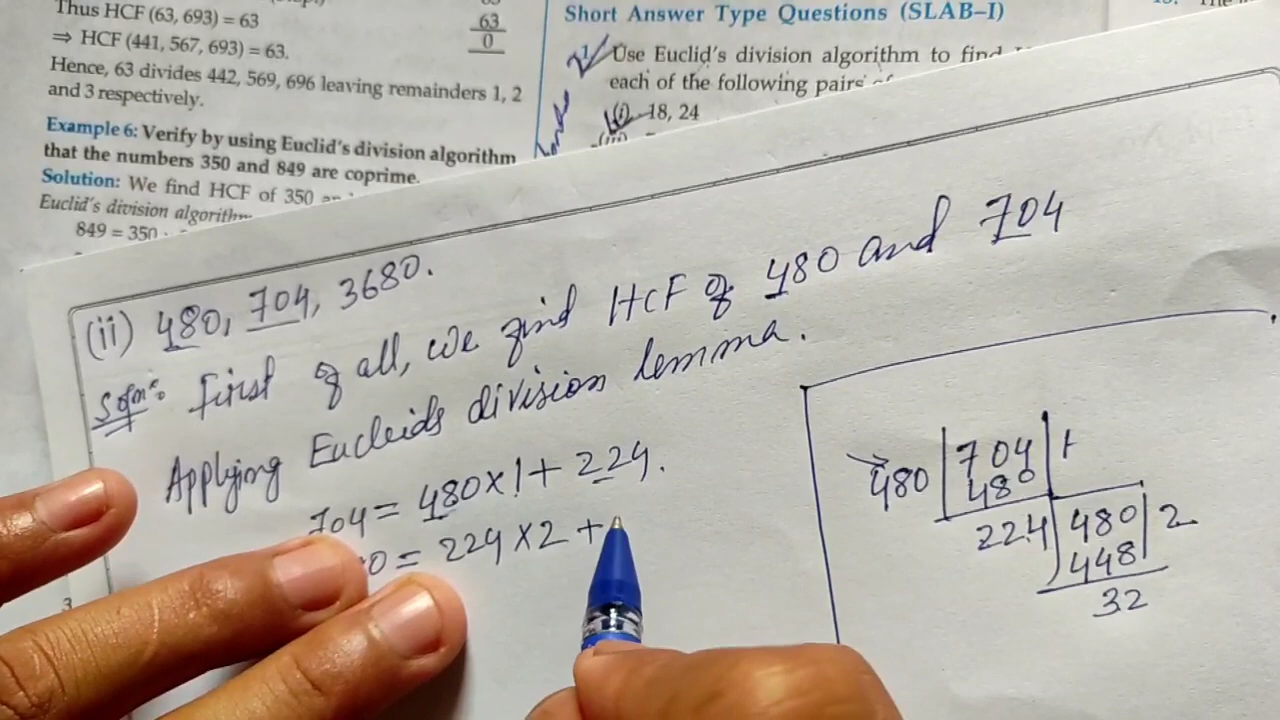 Thus HCF (63, 693) = 63
⇒ HCF (441, 567, 693) = 63.
Hence, 63 divides 442, 569, 696 leaving remainders 1, 2
and 3 respectively.
Example 6: Verify by using Euclid's division algorithm
that the numbers 350 and 849 are coprime.
Solution: We find HCF of 350
Euclid's division algorithm
849 = 350
63
0
Short Answer Type Questions (SLAB–I)
Use Euclid's division algorithm to find
each of the following pairs of
(i) 18, 24
(iii)
(ii) 480, 704, 3680.
Soln: First of all, we find HCF of 480 and 704
Applying Eucleids division lemma.
704 = 480×1 + 224.
0 = 224×2 +
480 704 1
480
224 480 2
448
32
3